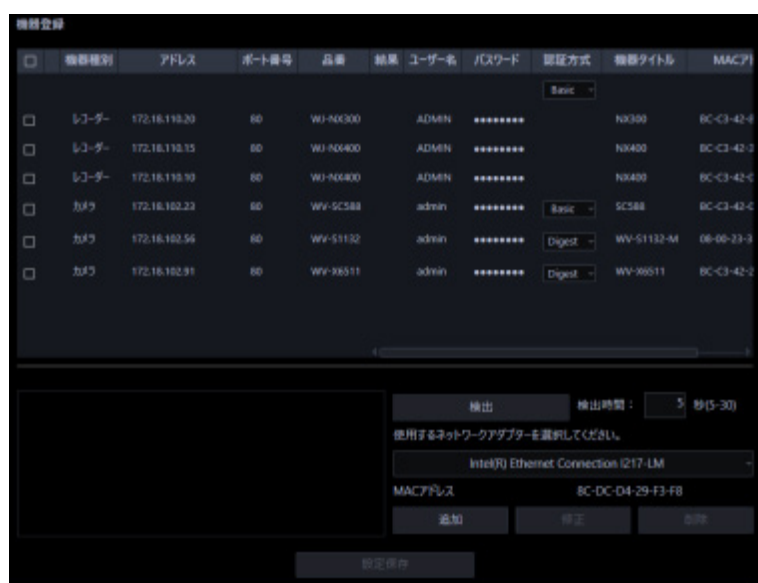 機器登録
機器種別 アドレス ポート番号 品番 結果 ユーザー名 パスワード 認証方式 機器タイトル MACアド
Basic
レコーダー 172.18.110.20 80 WJ-NX300 ADMIN ●●●●●●●● NX300 BC-C3-42-
レコーダー 172.18.110.15 80 WJ-NX400 ADMIN ●●●●●●●● NX400 BC-C3-42-
レコーダー 172.18.110.10 80 WJ-NX400 ADMIN ●●●●●●●● NX400 BC-C3-42-
カメラ 172.18.102.23 80 WV-SC588 admin ●●●●●●●● Basic SC588 BC-C3-42-
カメラ 172.18.102.56 80 WV-S1132 admin ●●●●●●●● Digest WV-S1132-M 08-00-23-3
カメラ 172.18.102.91 80 WV-X6511 admin ●●●●●●●● Digest WV-X6511 BC-C3-42-2
検出 検出時間： 5 秒(5-30)
使用するネットワークアダプターを選択してください。
Intel(R) Ethernet Connection I217-LM
MACアドレス 8C-DC-D4-29-F3-F8
追加 修正 削除
設定保存